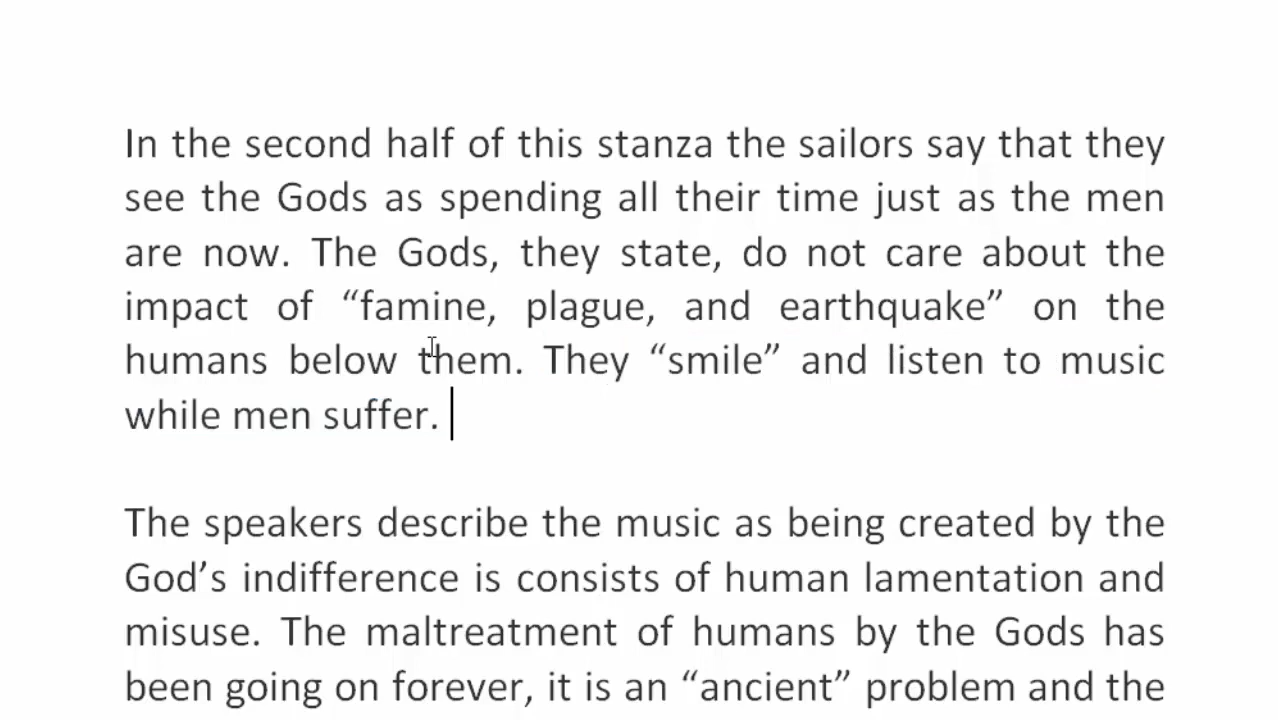 In the second half of this stanza the sailors say that they
see the Gods as spending all their time just as the men
are now. The Gods, they state, do not care about the
impact of “famine, plague, and earthquake” on the
humans below them. They “smile” and listen to music
while men suffer.
The speakers describe the music as being created by the
God’s indifference is consists of human lamentation and
misuse. The maltreatment of humans by the Gods has
been going on forever, it is an “ancient” problem and the